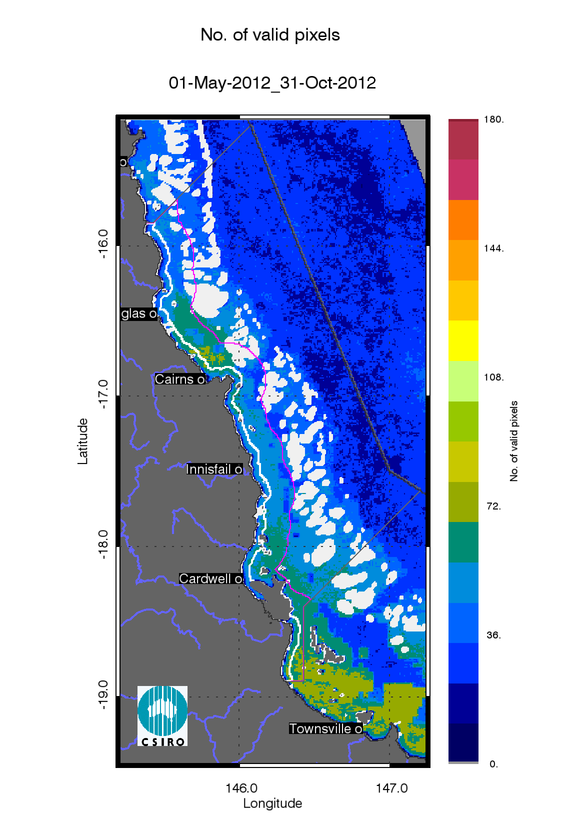 No. of valid pixels
01-May-2012_31-Oct-2012
180.
144.
108.
72.
36.
0.
No. of valid pixels
-16.0
-17.0
-18.0
-19.0
Latitude
glas o
Cairns o
Innisfail o
Cardwell o
Townsville o
CSIRO
146.0 147.0
Longitude